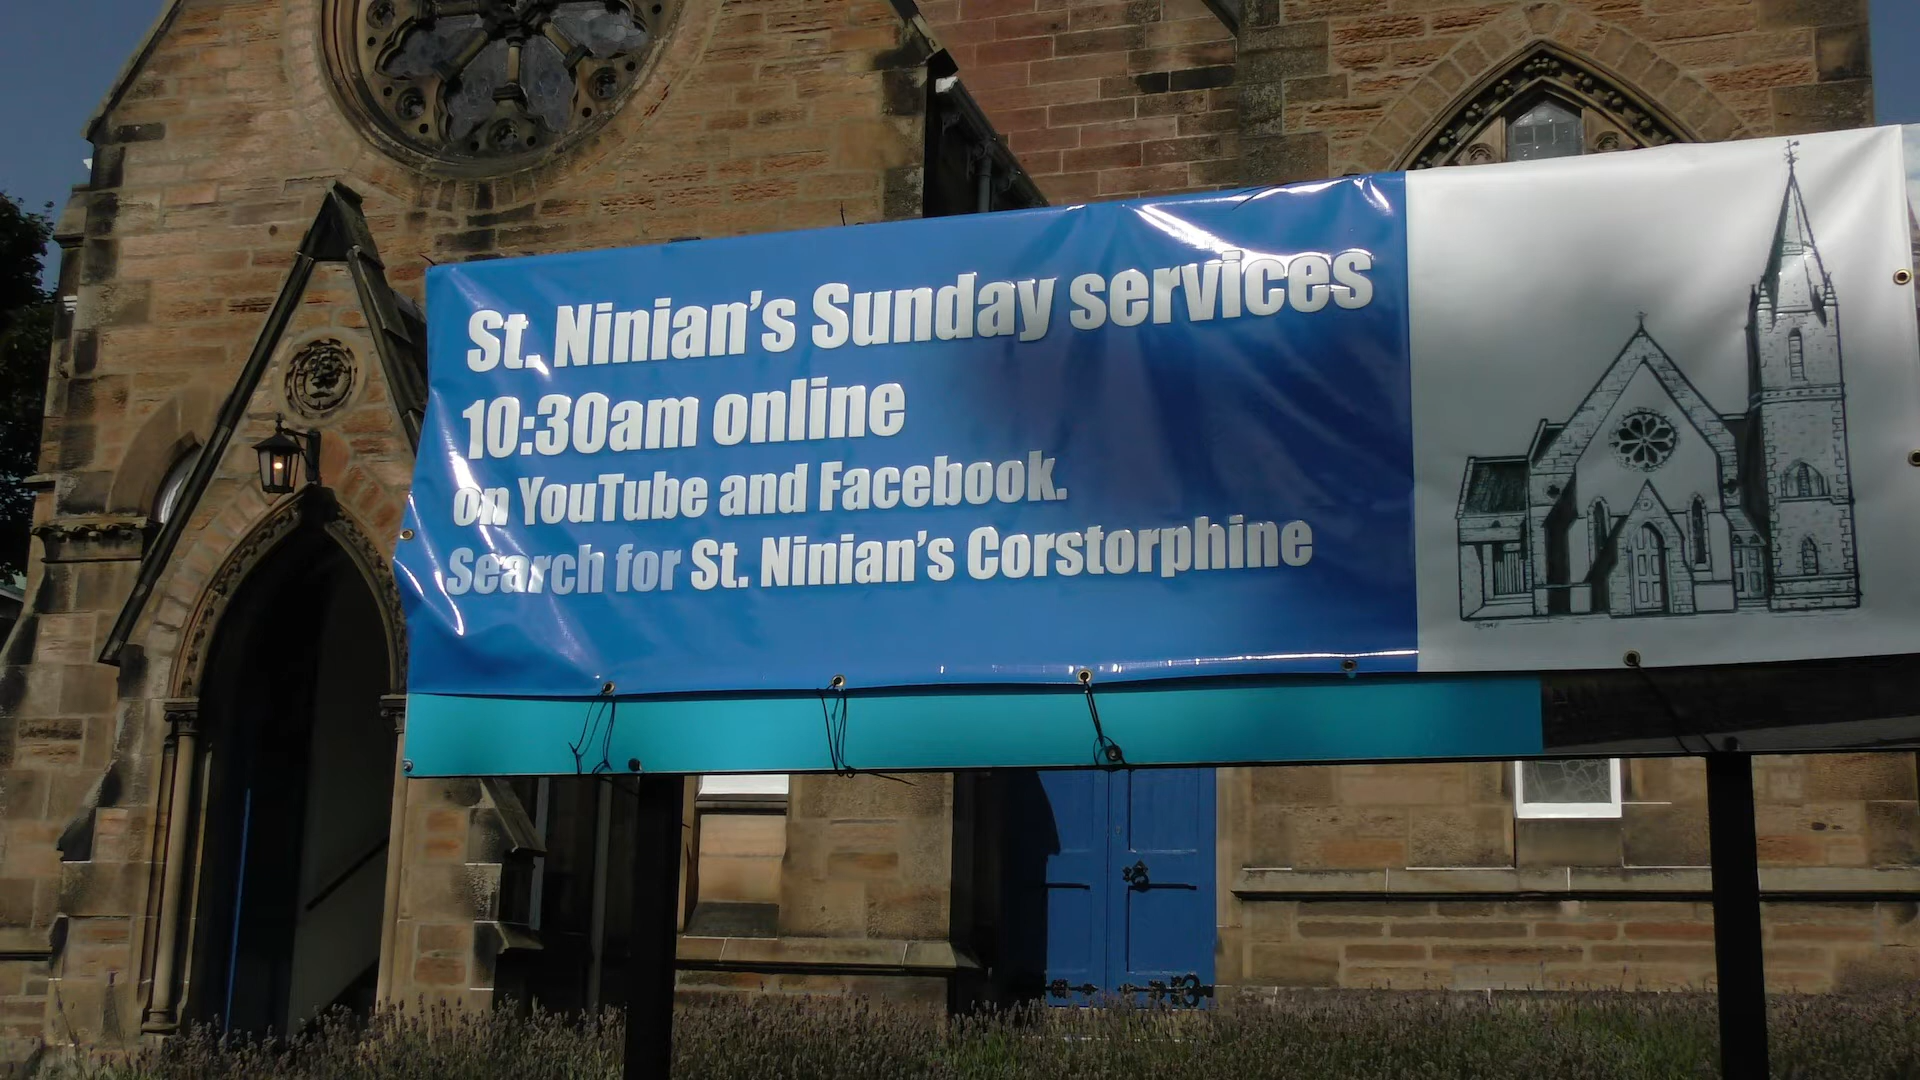 St. Ninian's Sunday services
10:30am online
on YouTube and Facebook.
Search for St. Ninian's Corstorphine